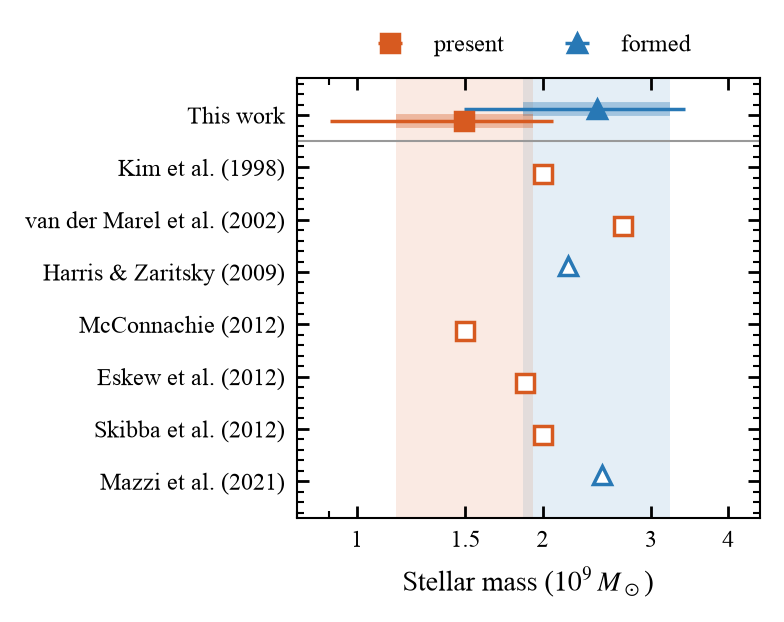 present formed
This work
Kim et al. (1998)
van der Marel et al. (2002)
Harris & Zaritsky (2009)
McConnachie (2012)
Eskew et al. (2012)
Skibba et al. (2012)
Mazzi et al. (2021)
1 1.5 2 3 4
Stellar mass (10⁹ M⊙)